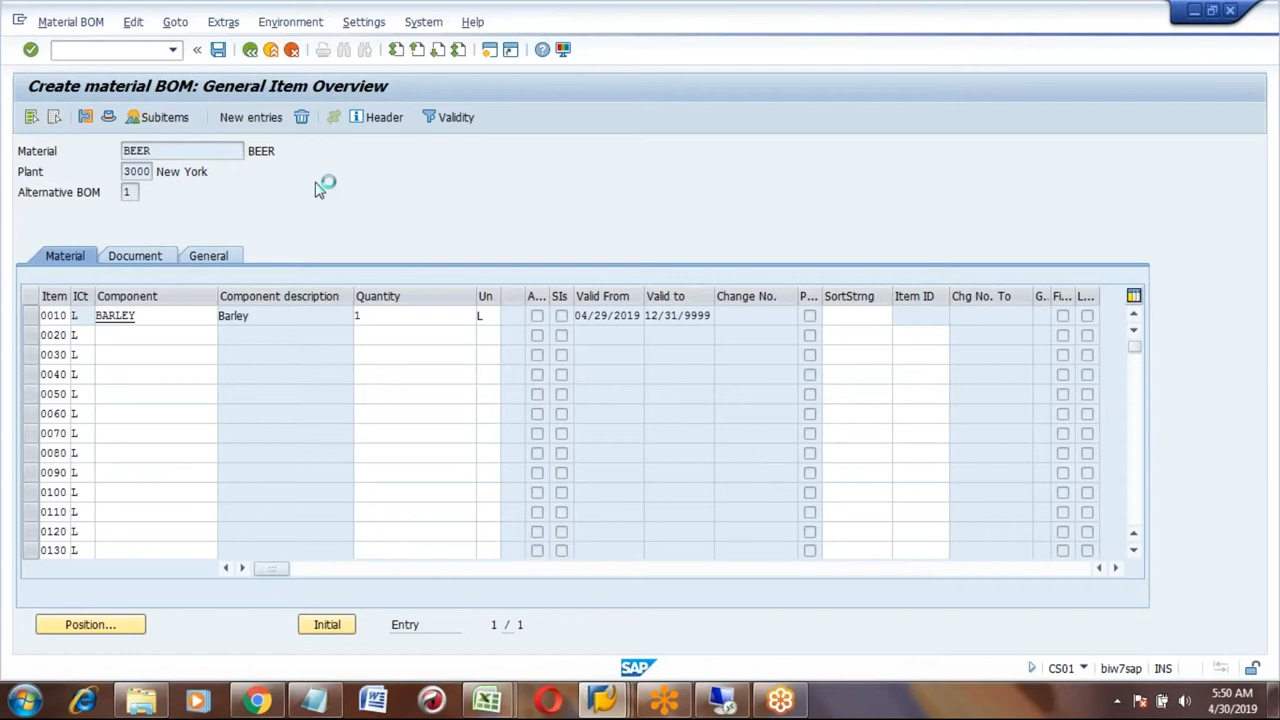 Material BOM Edit Goto Extras Environment Settings System Help
Create material BOM: General Item Overview
Subitems New entries Header Validity
Material BEER BEER
Plant 3000 New York
Alternative BOM 1
Material Document General
Item ICt Component Component description Quantity Un A... SIs Valid From Valid to Change No. P... SortStrng Item ID Chg No. To G.. Fi... L...
0010 L BARLEY Barley 1 L 04/29/2019 12/31/9999
0020 L
0030 L
0040 L
0050 L
0060 L
0070 L
0080 L
0090 L
0100 L
0110 L
0120 L
0130 L
Position... Initial Entry 1 / 1
SAP CS01 biw7sap INS
5:50 AM
4/30/2019